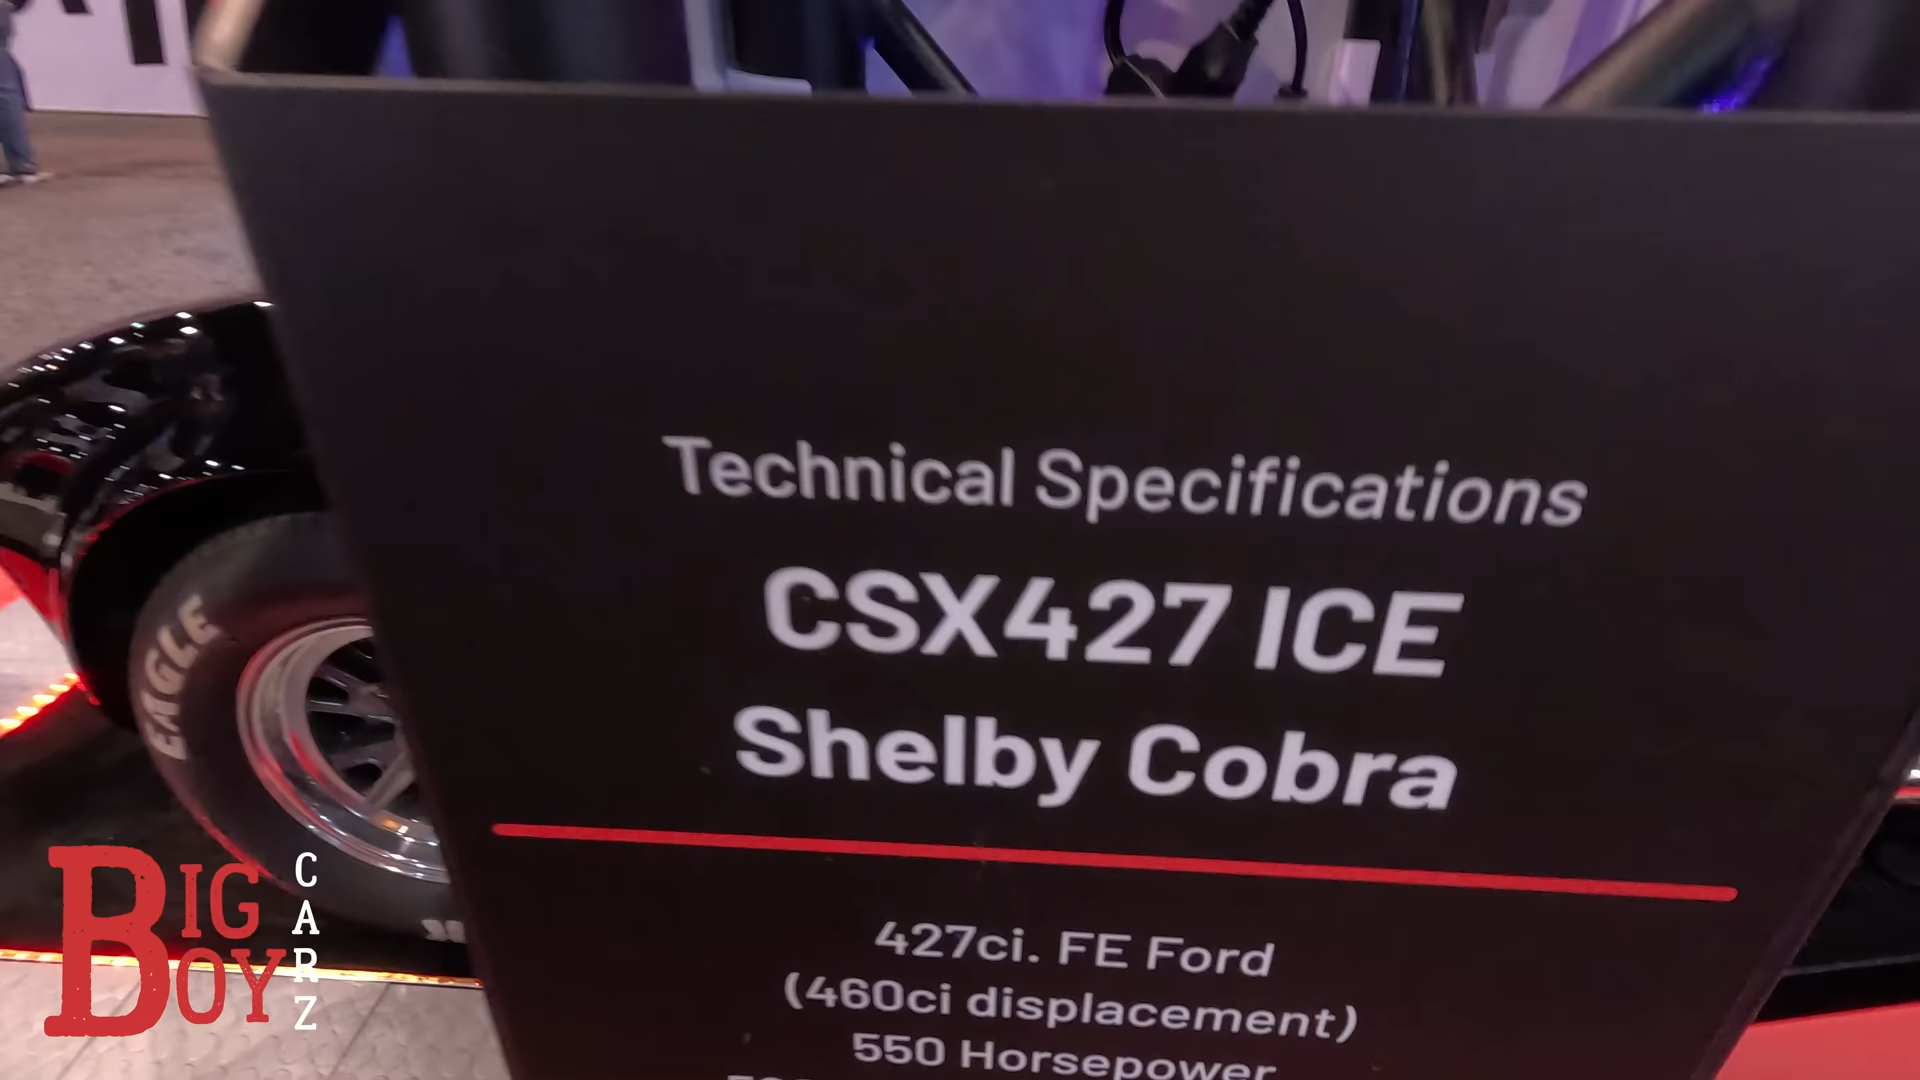 Technical Specifications
CSX427 ICE
Shelby Cobra
427ci. FE Ford
(460ci displacement)
550 Horsepower
EAGLE
BIG
BOY
CARZ